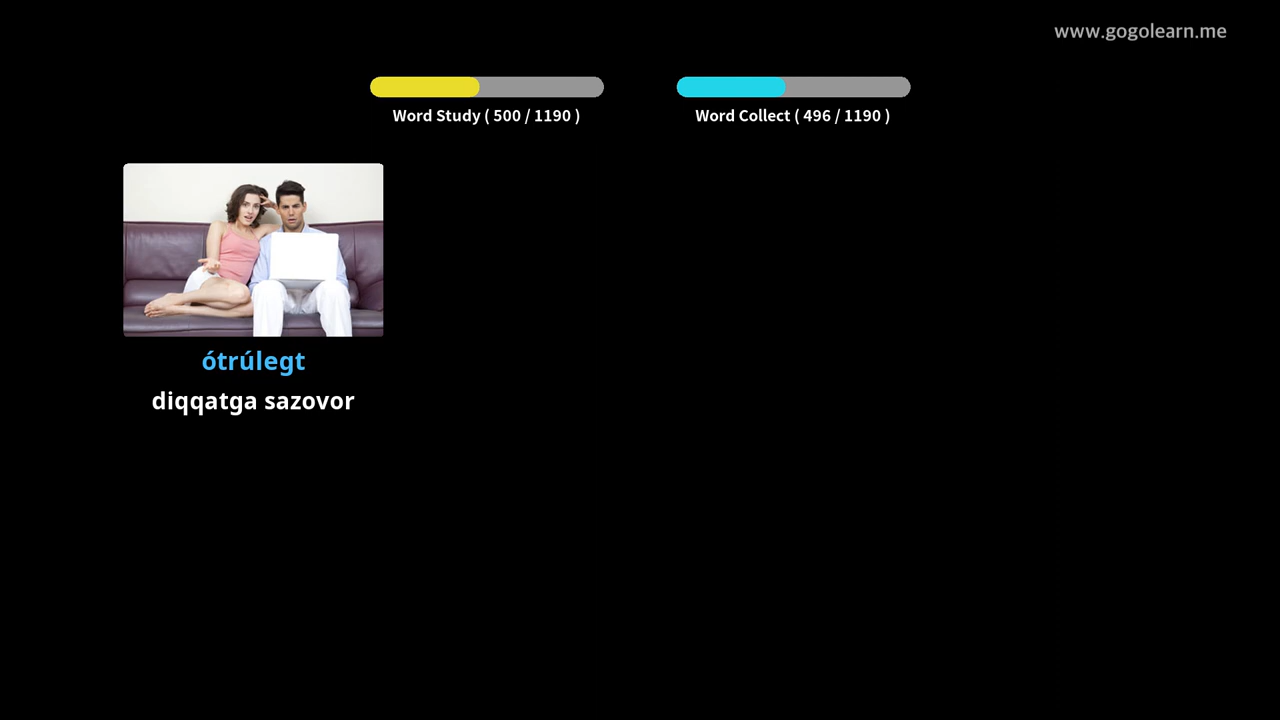 www.gogolearn.me
Word Study ( 500 / 1190 )
Word Collect ( 496 / 1190 )
ótrúlegt
diqqatga sazovor